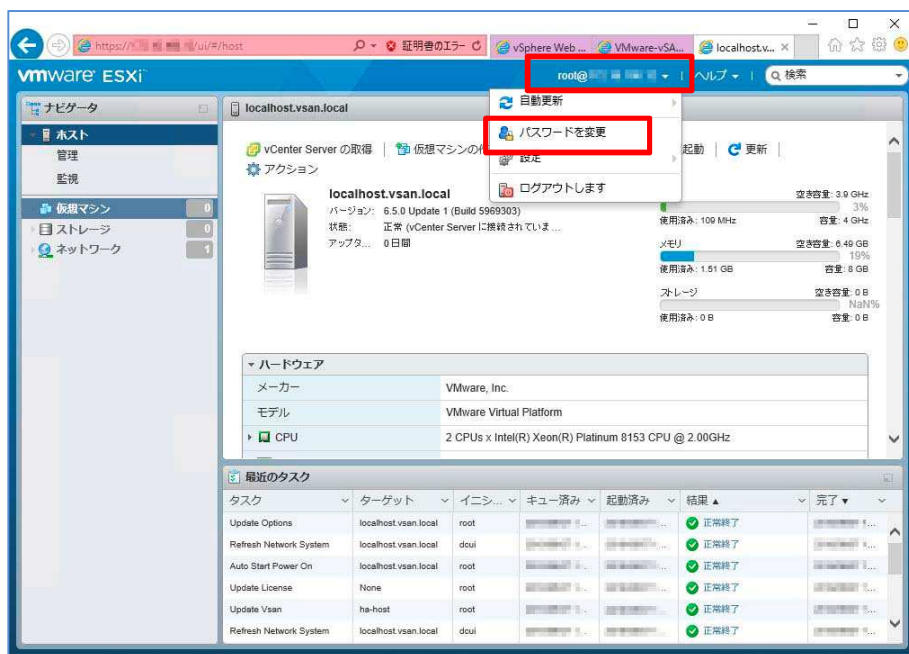 https:// /ui/#/host 証明書のエラー vSphere Web ... VMware-vSA... localhost.v...
vmware ESXi root@ ヘルプ 検索
ナビゲータ localhost.vsan.local
自動更新
パスワードを変更
設定
ログアウトします
ホスト
管理
監視
仮想マシン 0
ストレージ 0
ネットワーク 1
vCenter Server の取得 仮想マシンの 起動 更新
アクション
localhost.vsan.local
バージョン: 6.5.0 Update 1 (Build 5969303)
状態: 正常 (vCenter Server に接続されていま ...
アップタ... 0 日間
空き容量: 3.9 GHz
3%
使用済み: 109 MHz 容量: 4 GHz
メモリ 空き容量: 6.49 GB
19%
使用済み: 1.51 GB 容量: 8 GB
ストレージ 空き容量: 0 B
NaN%
使用済み: 0 B 容量: 0 B
ハードウェア
メーカー VMware, Inc.
モデル VMware Virtual Platform
CPU 2 CPUs x Intel(R) Xeon(R) Platinum 8153 CPU @ 2.00GHz
最近のタスク
タスク ターゲット イニシ... キュー済み 起動済み 結果 ▲ 完了 ▼
Update Options localhost.vsan.local root 正常終了
Refresh Network System localhost.vsan.local dcui 正常終了
Auto Start Power On localhost.vsan.local root 正常終了
Update License None root 正常終了
Update Vsan ha-host root 正常終了
Refresh Network System localhost.vsan.local dcui 正常終了